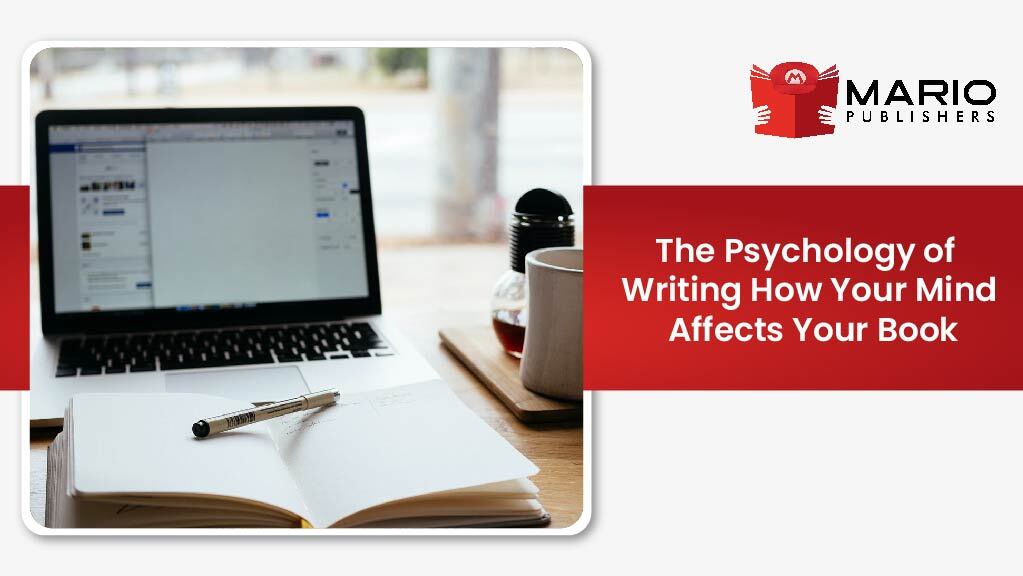 M
MARIO
PUBLISHERS
The Psychology of
Writing How Your Mind
Affects Your Book